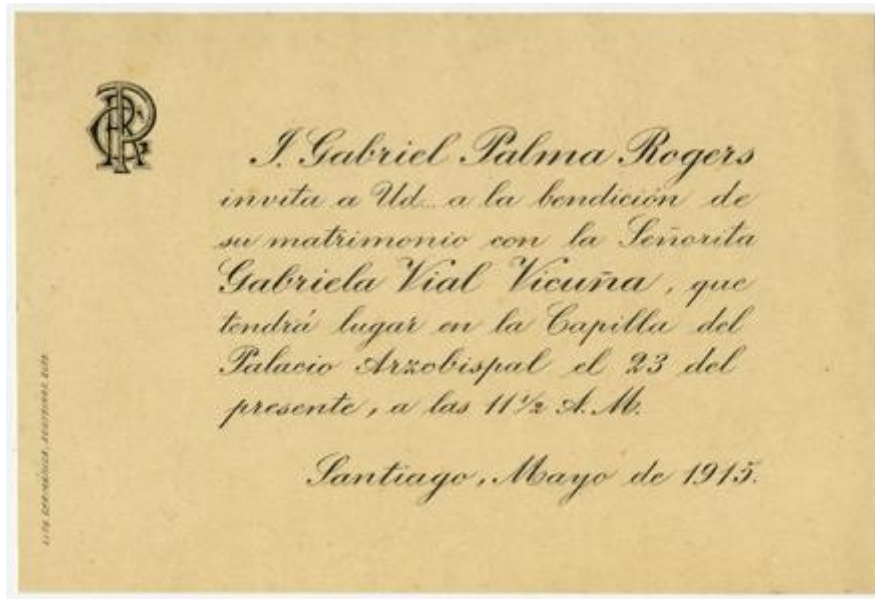 J. Gabriel Palma Rogers
invita a Ud. a la bendición de
su matrimonio con la Señorita
Gabriela Vial Vicuña, que
tendrá lugar en la Capilla del
Palacio Arzobispal el 23 del
presente, a las 11½ A.M.
Santiago, Mayo de 1915.